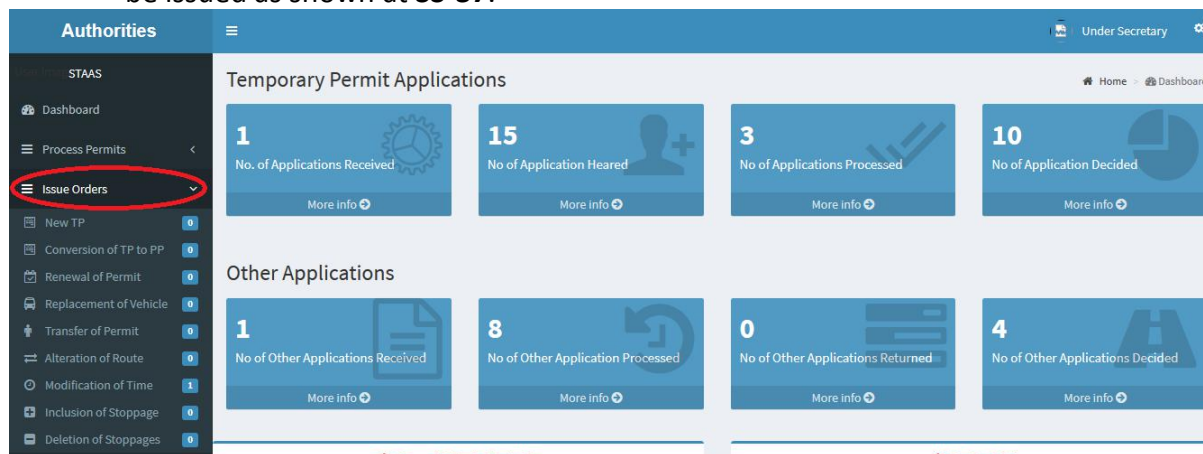 Authorities
Under Secretary
STAAS
Dashboard
Process Permits
Issue Orders
New TP 0
Conversion of TP to PP 0
Renewal of Permit 0
Replacement of Vehicle 0
Transfer of Permit 0
Alteration of Route 0
Modification of Time 1
Inclusion of Stoppage 0
Deletion of Stoppages 0
Temporary Permit Applications
Home > Dashboard
1
No. of Applications Received
More info
15
No of Application Heared
More info
3
No of Applications Processed
More info
10
No of Application Decided
More info
Other Applications
1
No of Other Applications Received
More info
8
No of Other Application Processed
More info
0
No of Other Applications Returned
More info
4
No of Other Applications Decided
More info